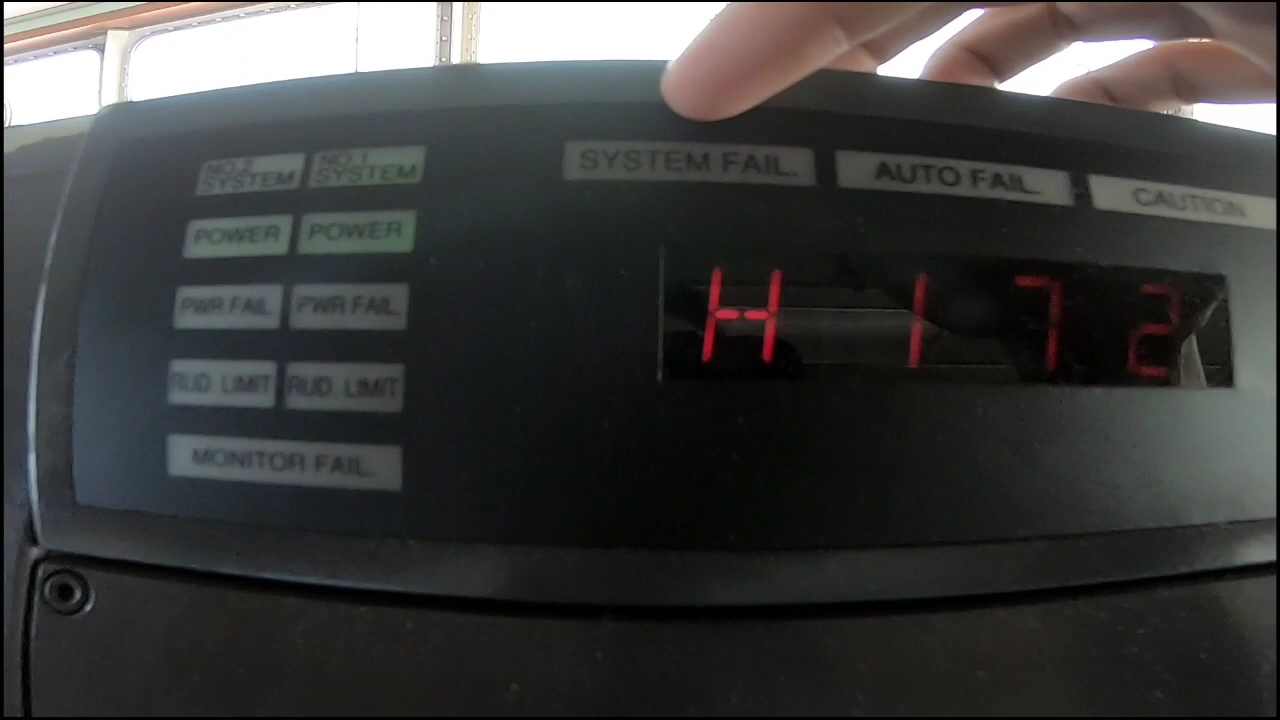 NO.2 SYSTEM
NO.1 SYSTEM
SYSTEM FAIL.
AUTO FAIL.
CAUTION
POWER
POWER
H 172
PWR FAIL.
PWR FAIL.
RUD. LIMIT
RUD. LIMIT
MONITOR FAIL.